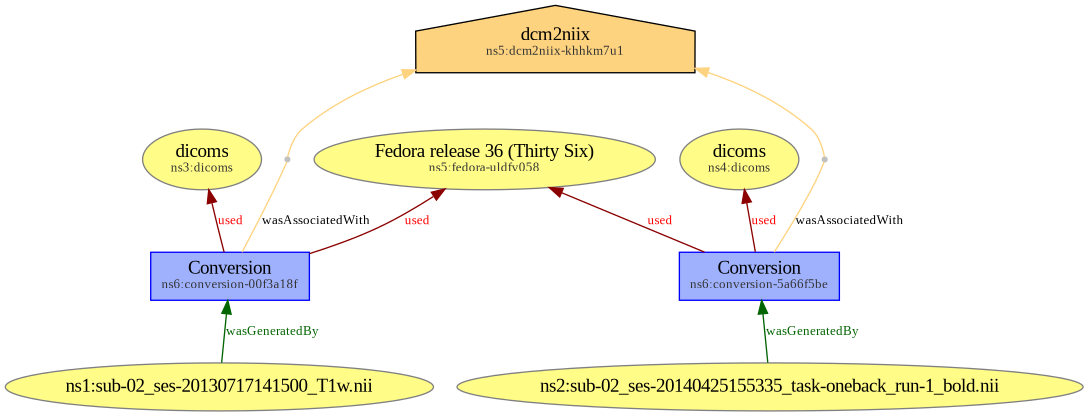 dcm2niix
ns5:dcm2niix-khhkm7u1
dicoms
ns3:dicoms
Fedora release 36 (Thirty Six)
ns5:fedora-uldfv058
dicoms
ns4:dicoms
used
wasAssociatedWith
used
used
used
wasAssociatedWith
Conversion
ns6:conversion-00f3a18f
Conversion
ns6:conversion-5a66f5be
wasGeneratedBy
wasGeneratedBy
ns1:sub-02_ses-20130717141500_T1w.nii
ns2:sub-02_ses-20140425155335_task-oneback_run-1_bold.nii